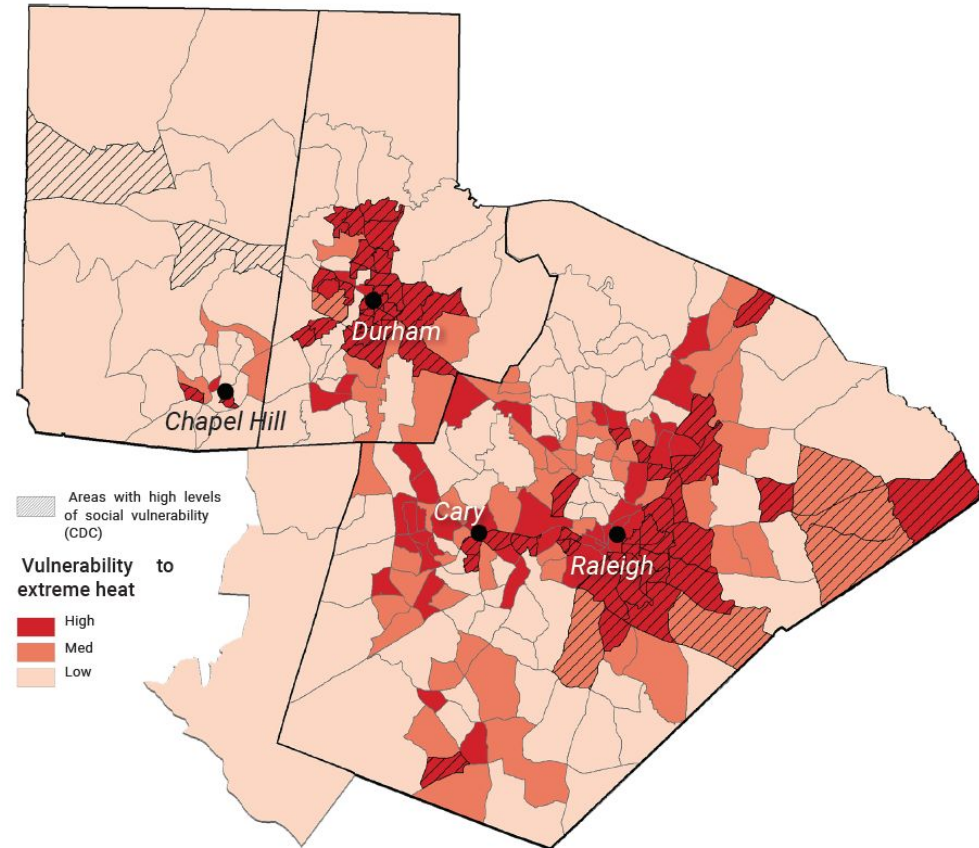 Durham
Chapel Hill
Cary
Raleigh
Areas with high levels
of social vulnerability
(CDC)
Vulnerability to
extreme heat
High
Med
Low